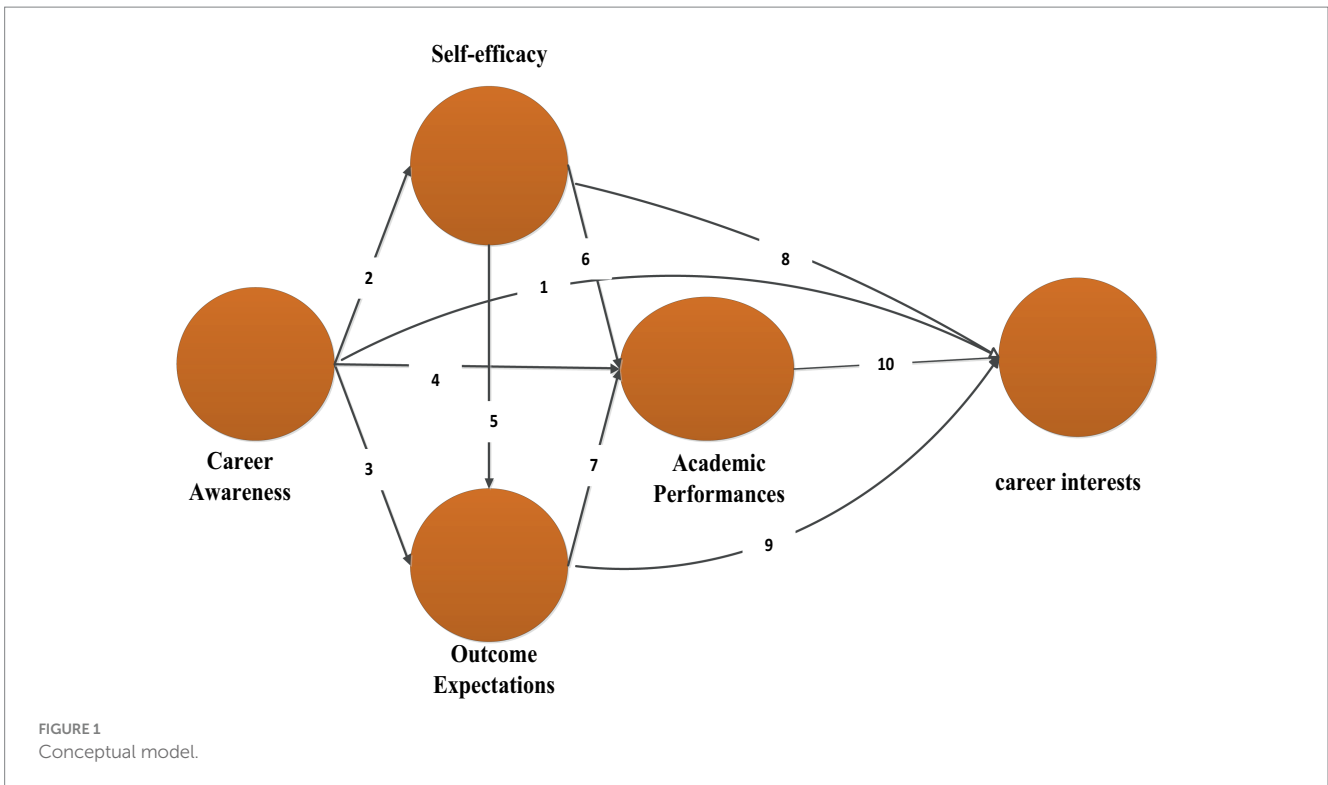 Self-efficacy
6
8
2
1
4
10
5
3
7
Career
Awareness
Academic
Performances
career interests
9
Outcome
Expectations
FIGURE 1
Conceptual model.